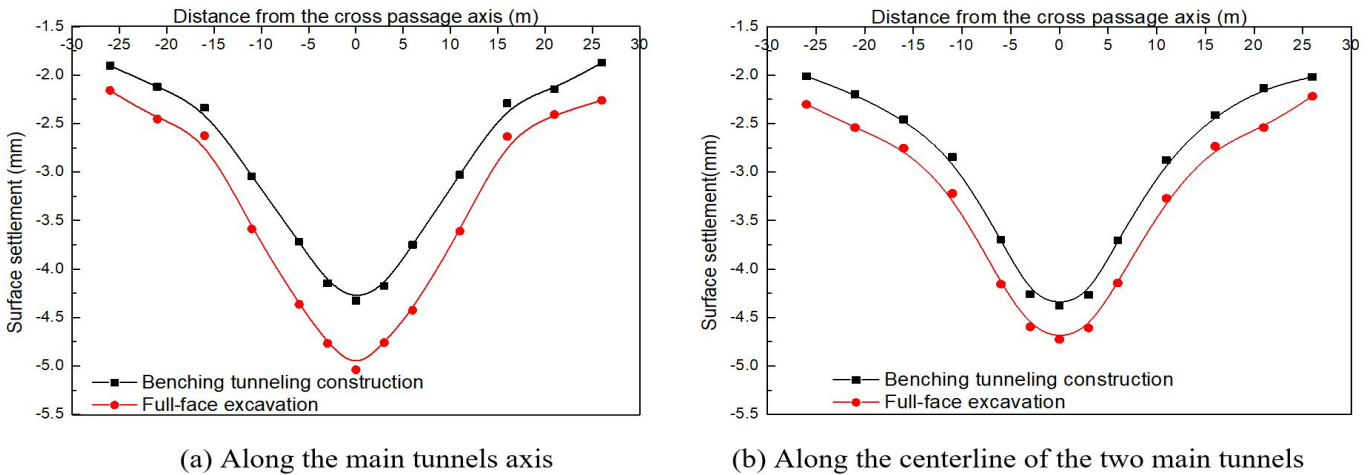 Distance from the cross passage axis (m)
-30 -25 -20 -15 -10 -5 0 5 10 15 20 25 30
-1.5
-2.0
-2.5
-3.0
-3.5
-4.0
-4.5
-5.0
-5.5
Surface settlement (mm)
Benching tunneling construction
Full-face excavation
(a) Along the main tunnels axis
Distance from the cross passage axis (m)
-30 -25 -20 -15 -10 -5 0 5 10 15 20 25 30
-1.5
-2.0
-2.5
-3.0
-3.5
-4.0
-4.5
-5.0
-5.5
Surface settlement(mm)
Benching tunneling construction
Full-face excavation
(b) Along the centerline of the two main tunnels